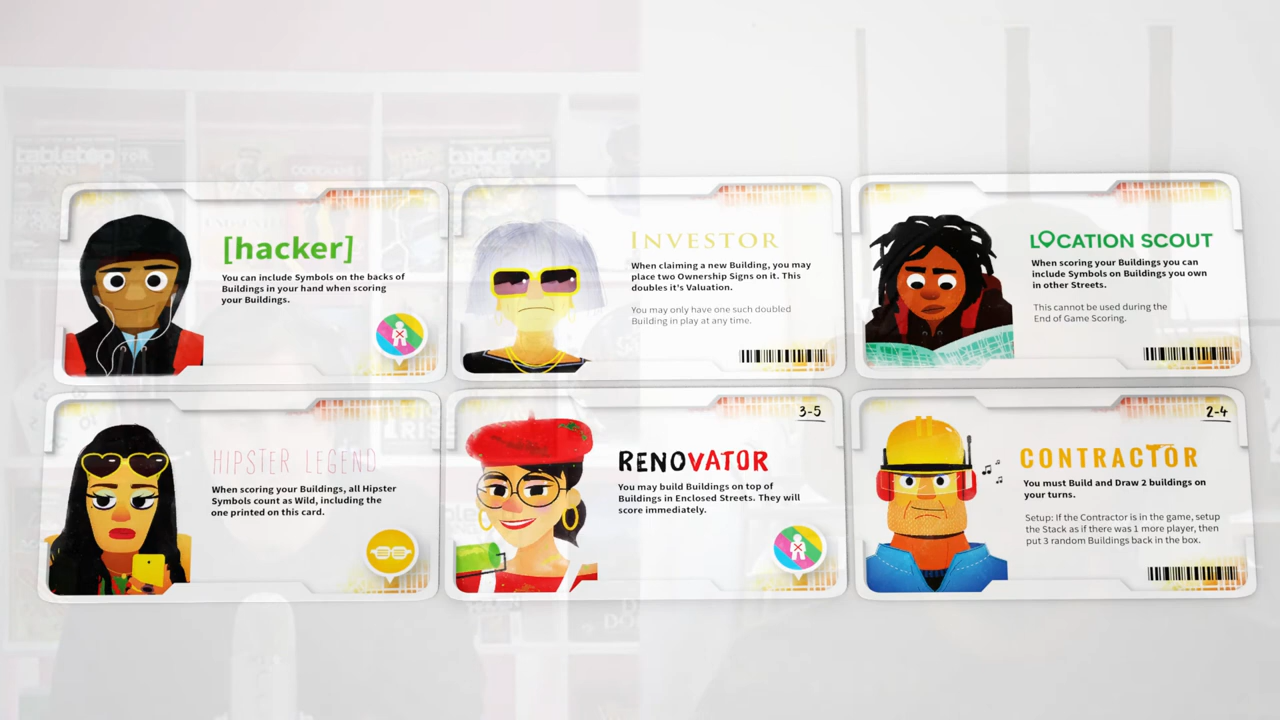 [hacker]
You can include Symbols on the backs of
Buildings in your hand when scoring
your Buildings.
INVESTOR
When claiming a new Building, you may
place two Ownership Signs on it. This
doubles it's Valuation.
You may only have one such doubled
Building in play at any time.
LOCATION SCOUT
When scoring your Buildings you can
include Symbols on Buildings you own
in other Streets.
This cannot be used during the
End of Game Scoring.
HIPSTER LEGEND
When scoring your Buildings, all Hipster
Symbols count as Wild, including the
one printed on this card.
3-5
RENOVATOR
You may build Buildings on top of
Buildings in Enclosed Streets. They will
score immediately.
2-4
CONTRACTOR
You must Build and Draw 2 buildings on
your turns.
Setup: If the Contractor is in the game, setup
the Stack as if there was 1 more player, then
put 3 random Buildings back in the box.
tabletop
tabletop